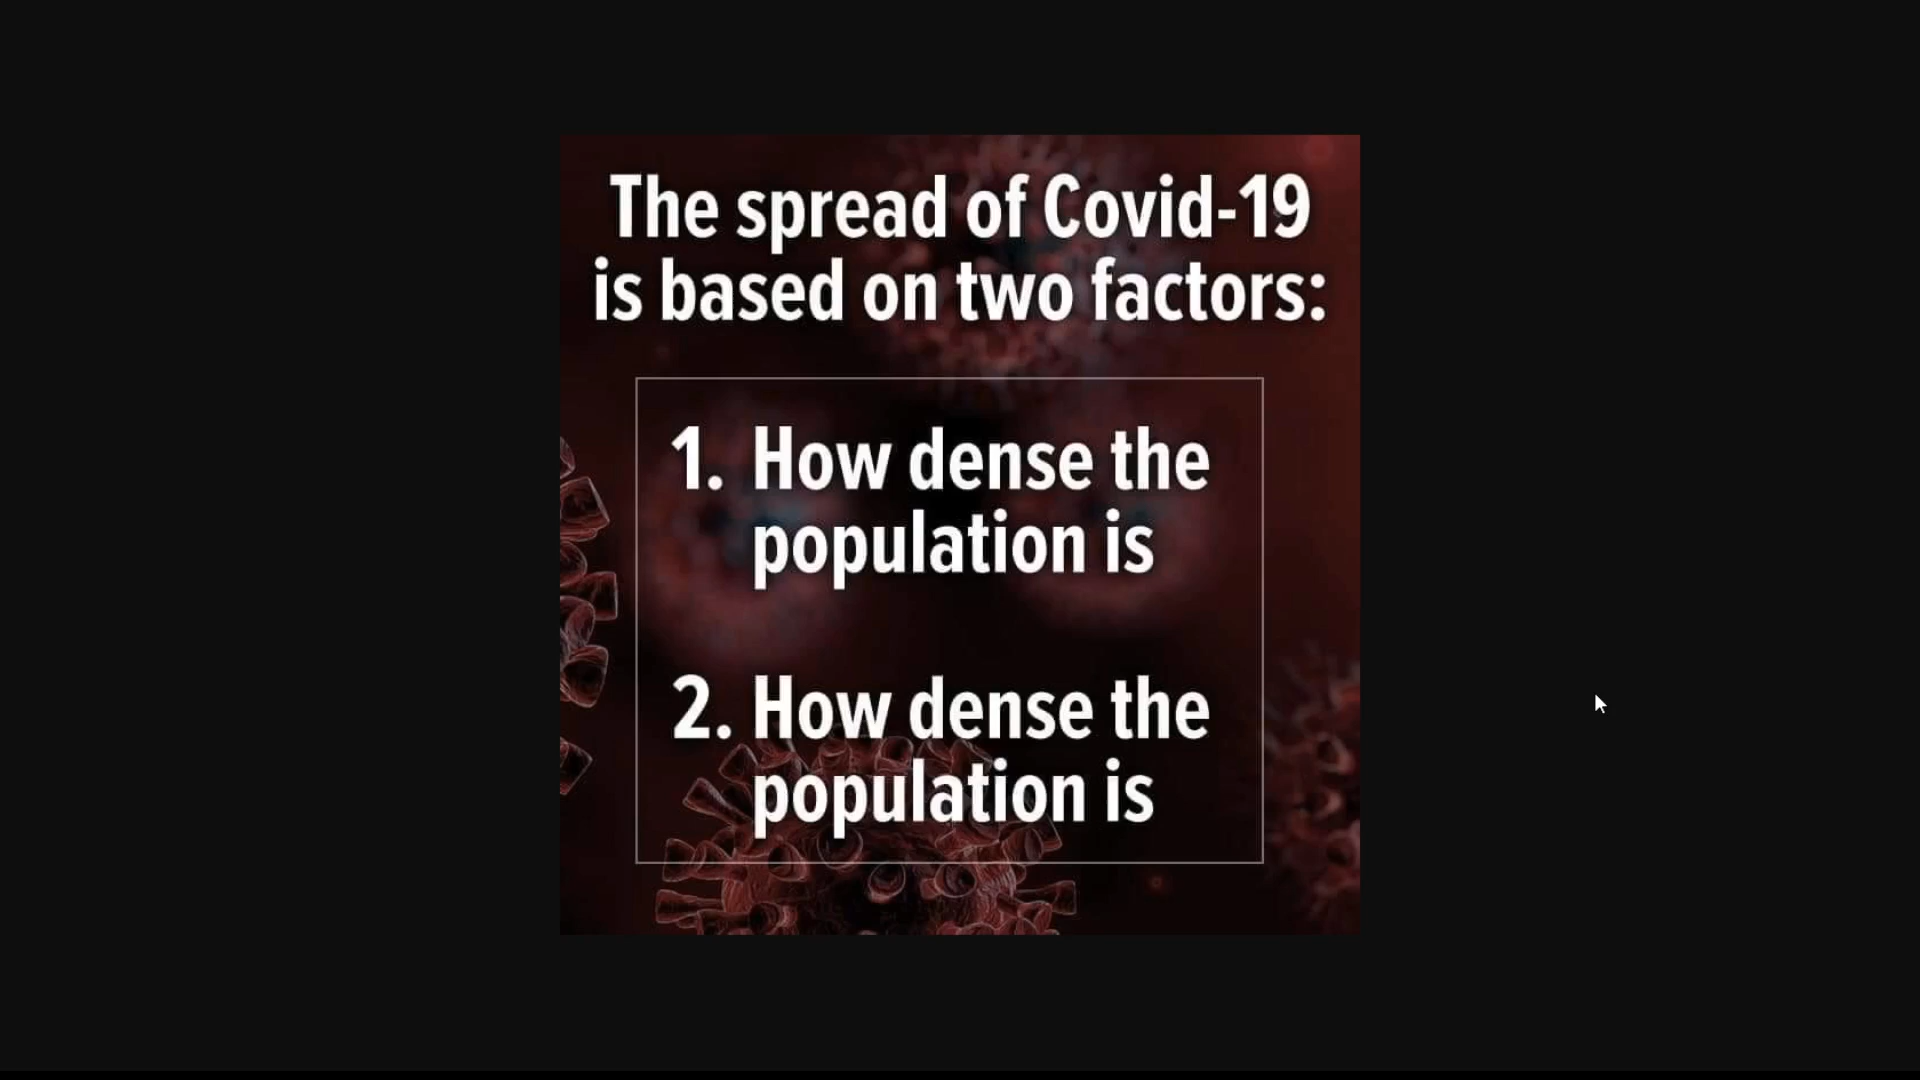 The spread of Covid-19
is based on two factors:
1. How dense the
population is
2. How dense the
population is